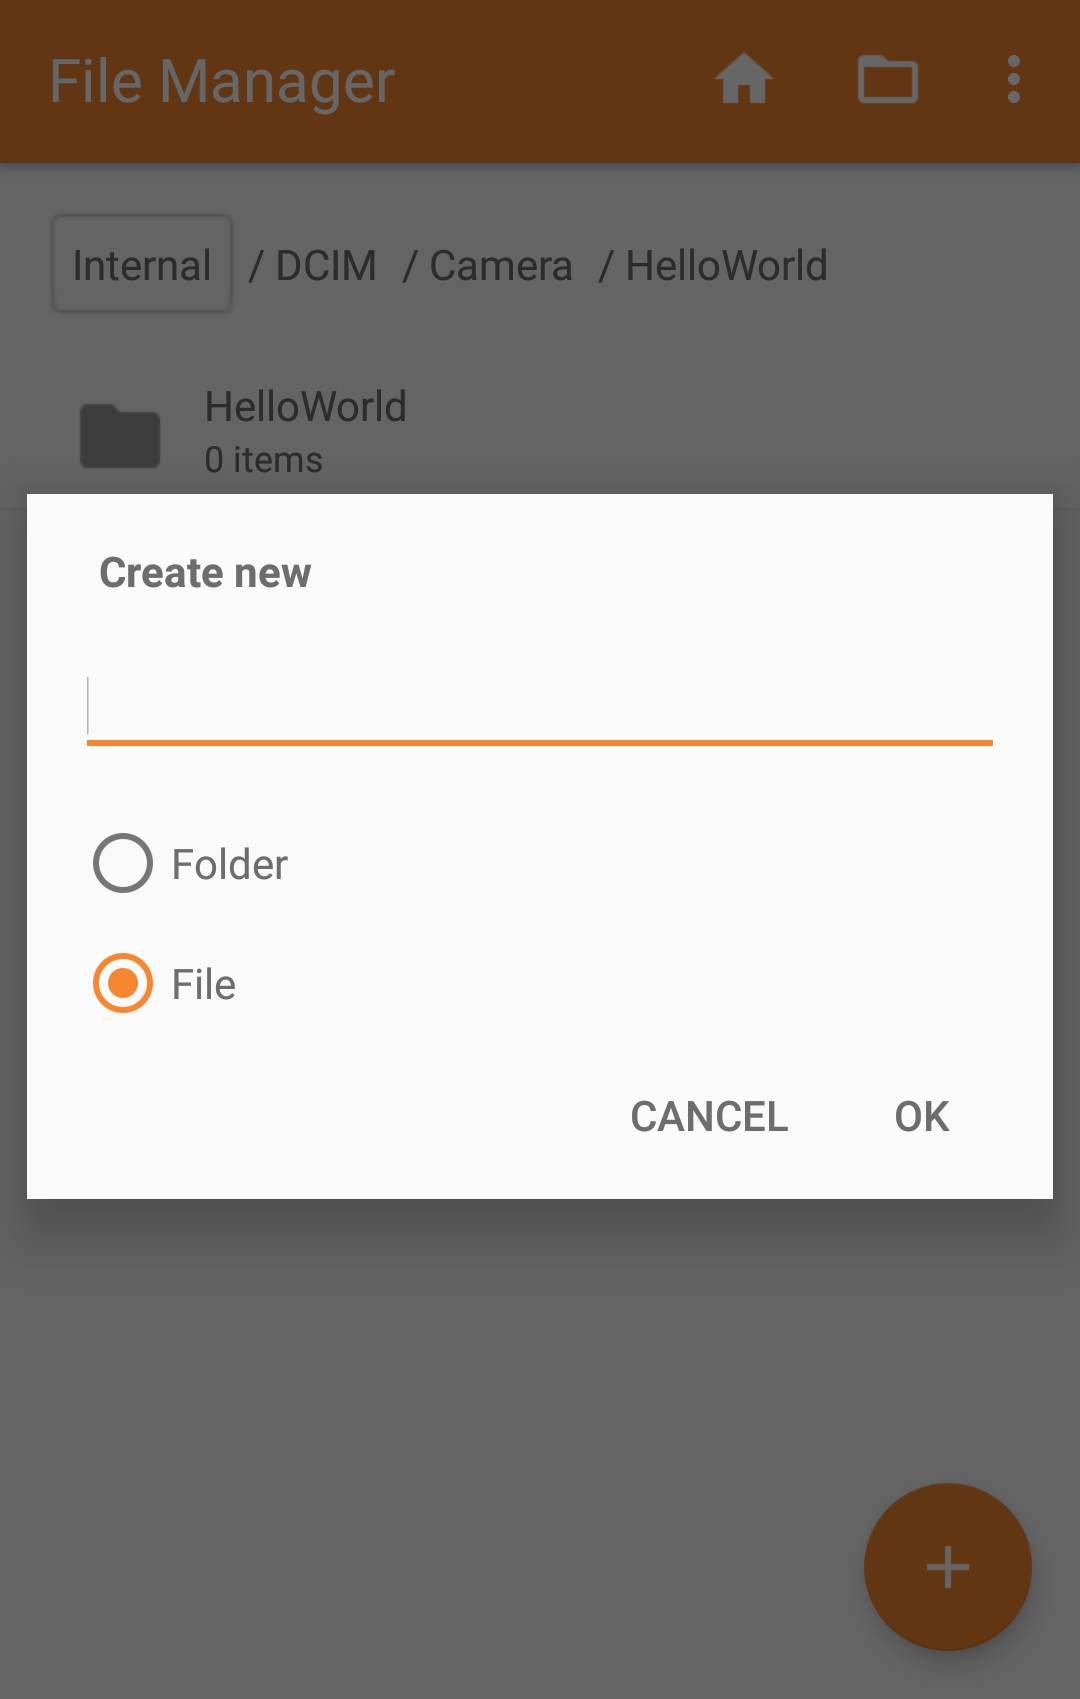 File Manager
Internal / DCIM / Camera / HelloWorld
HelloWorld
0 items
Create new
Folder
File
CANCEL OK